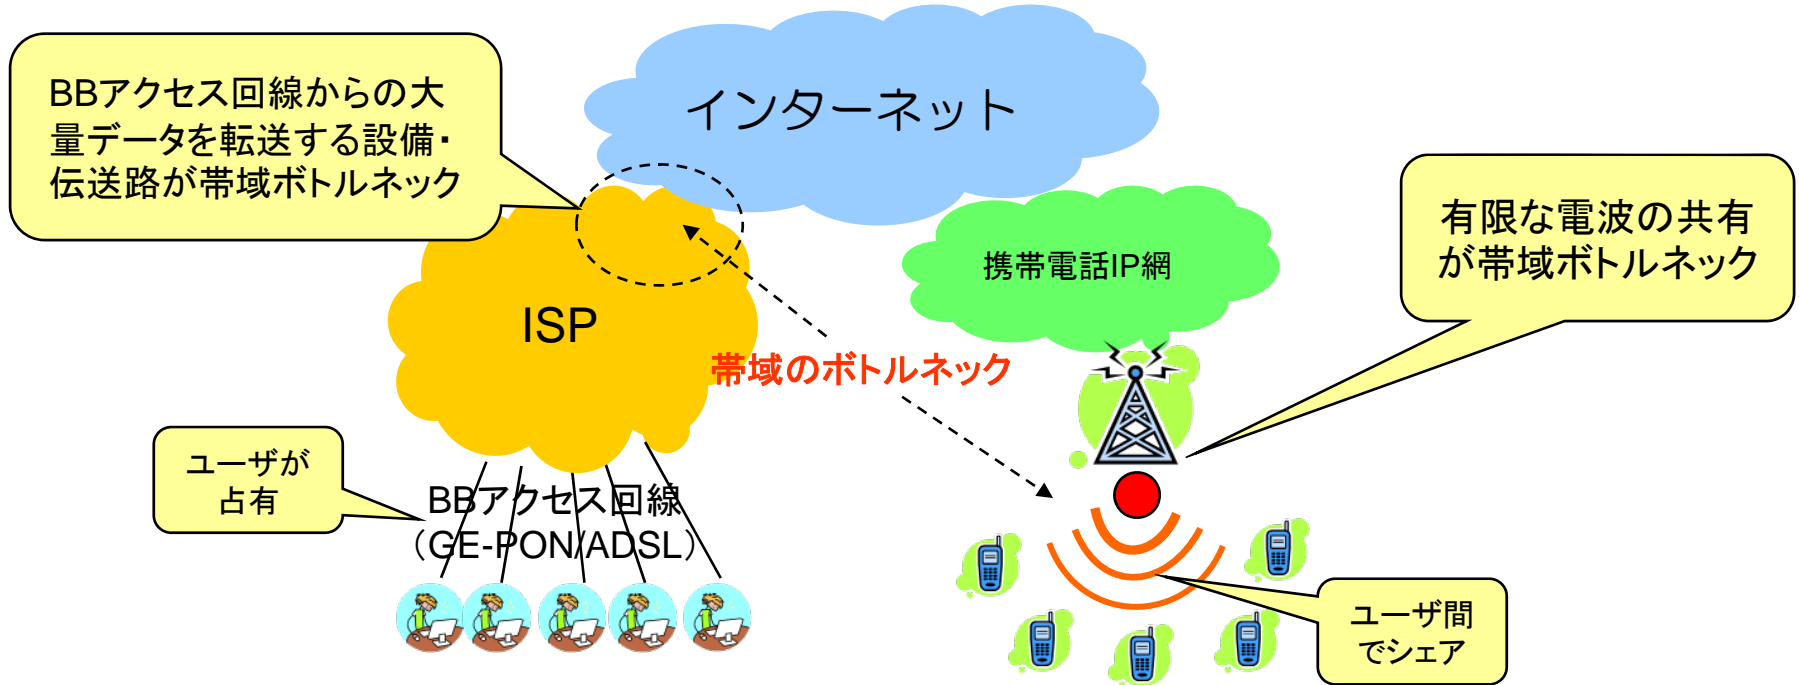 BBアクセス回線からの大
量データを転送する設備・
伝送路が帯域ボトルネック
インターネット
有限な電波の共有
が帯域ボトルネック
携帯電話IP網
ISP
帯域のボトルネック
ユーザが
占有
BBアクセス回線
（GE-PON/ADSL）
ユーザ間
でシェア